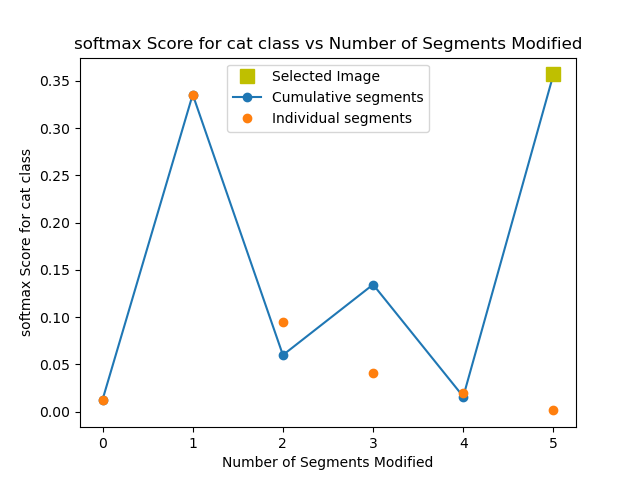 softmax Score for cat class vs Number of Segments Modified
Selected Image
Cumulative segments
Individual segments
softmax Score for cat class
0.35
0.30
0.25
0.20
0.15
0.10
0.05
0.00
0 1 2 3 4 5
Number of Segments Modified